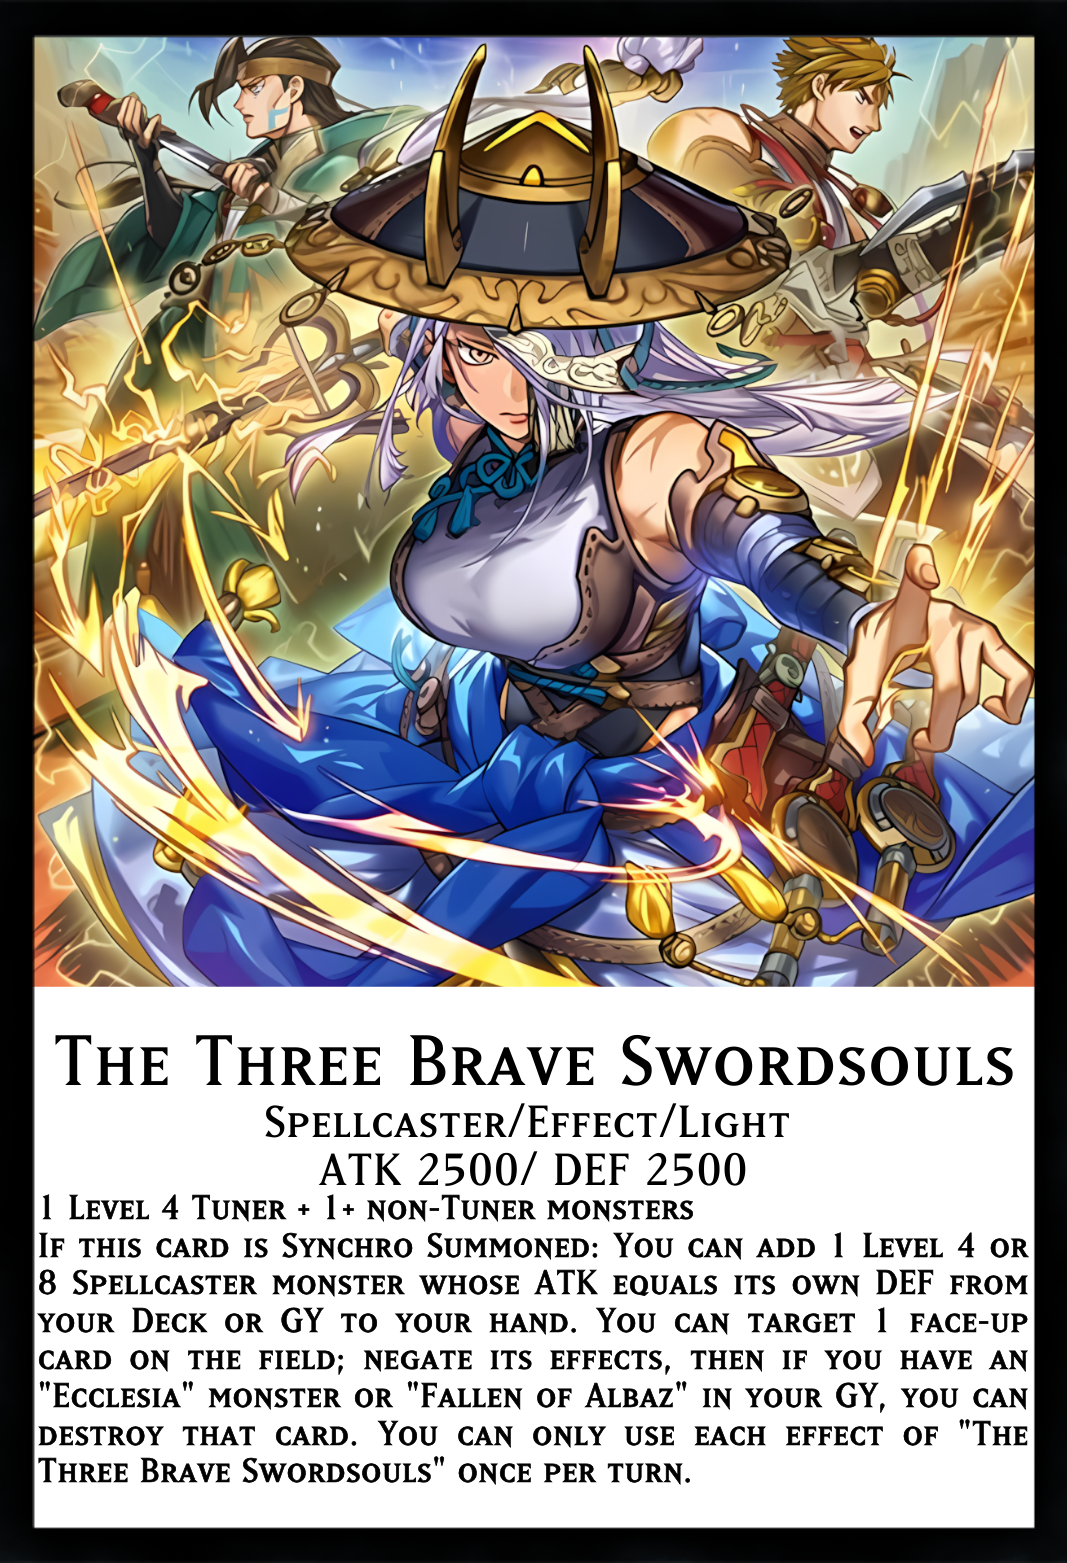 The Three Brave Swordsouls
Spellcaster/Effect/Light
ATK 2500/ DEF 2500
1 Level 4 Tuner + 1+ non-Tuner monsters
If this card is Synchro Summoned: You can add 1 Level 4 or
8 Spellcaster monster whose ATK equals its own DEF from
your Deck or GY to your hand. You can target 1 face-up
card on the field; negate its effects, then if you have an
"Ecclesia" monster or "Fallen of Albaz" in your GY, you can
destroy that card. You can only use each effect of "The
Three Brave Swordsouls" once per turn.